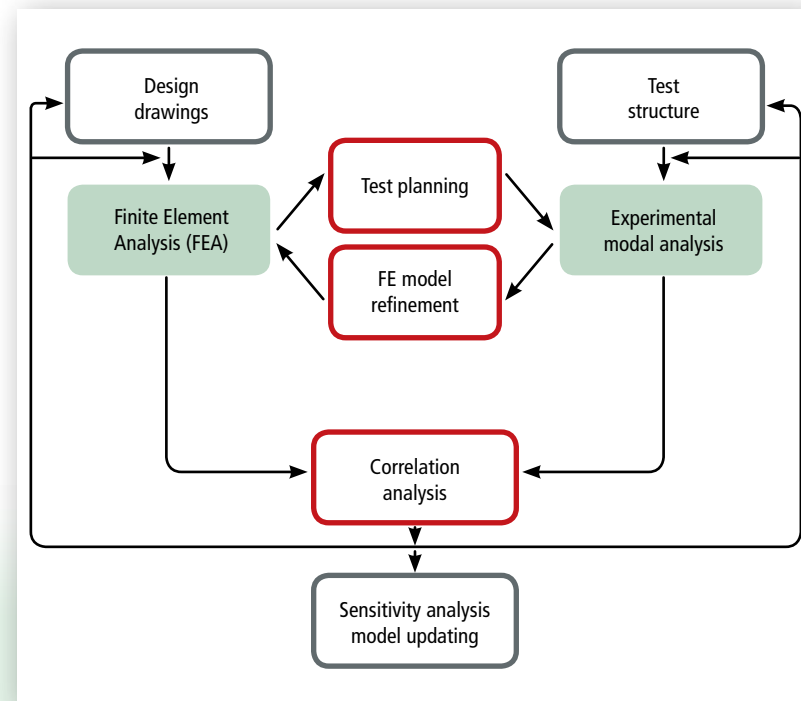 Design
drawings
Test
structure
Test planning
Finite Element
Analysis (FEA)
Experimental
modal analysis
FE model
refinement
Correlation
analysis
Sensitivity analysis
model updating